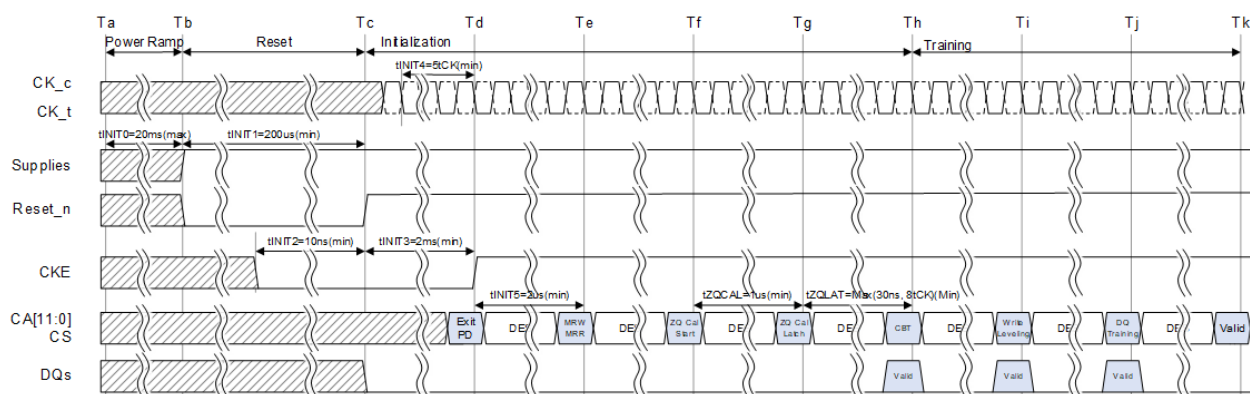 Ta Tb Tc Td Te Tf Tg Th Ti Tj Tk
Power Ramp Reset Initialization Training
tINIT4=5tCK(min)
CK_c
CK_t
tINIT0=20ms(max) tINIT1=200us(min)
Supplies
Reset_n
tINIT2=10ns(min) tINIT3=2ms(min)
CKE
tINIT5=2us(min) tZQCAL=1us(min) tZQLAT=Max(30ns, 8tCK)(Min)
CA[11:0]
CS
Exit PD DE MRW MRR DE ZQ Cal Start DE ZQ Cal Latch DE CBT DE Write Leveling DE DQ Training DE Valid
DQs Valid Valid Valid